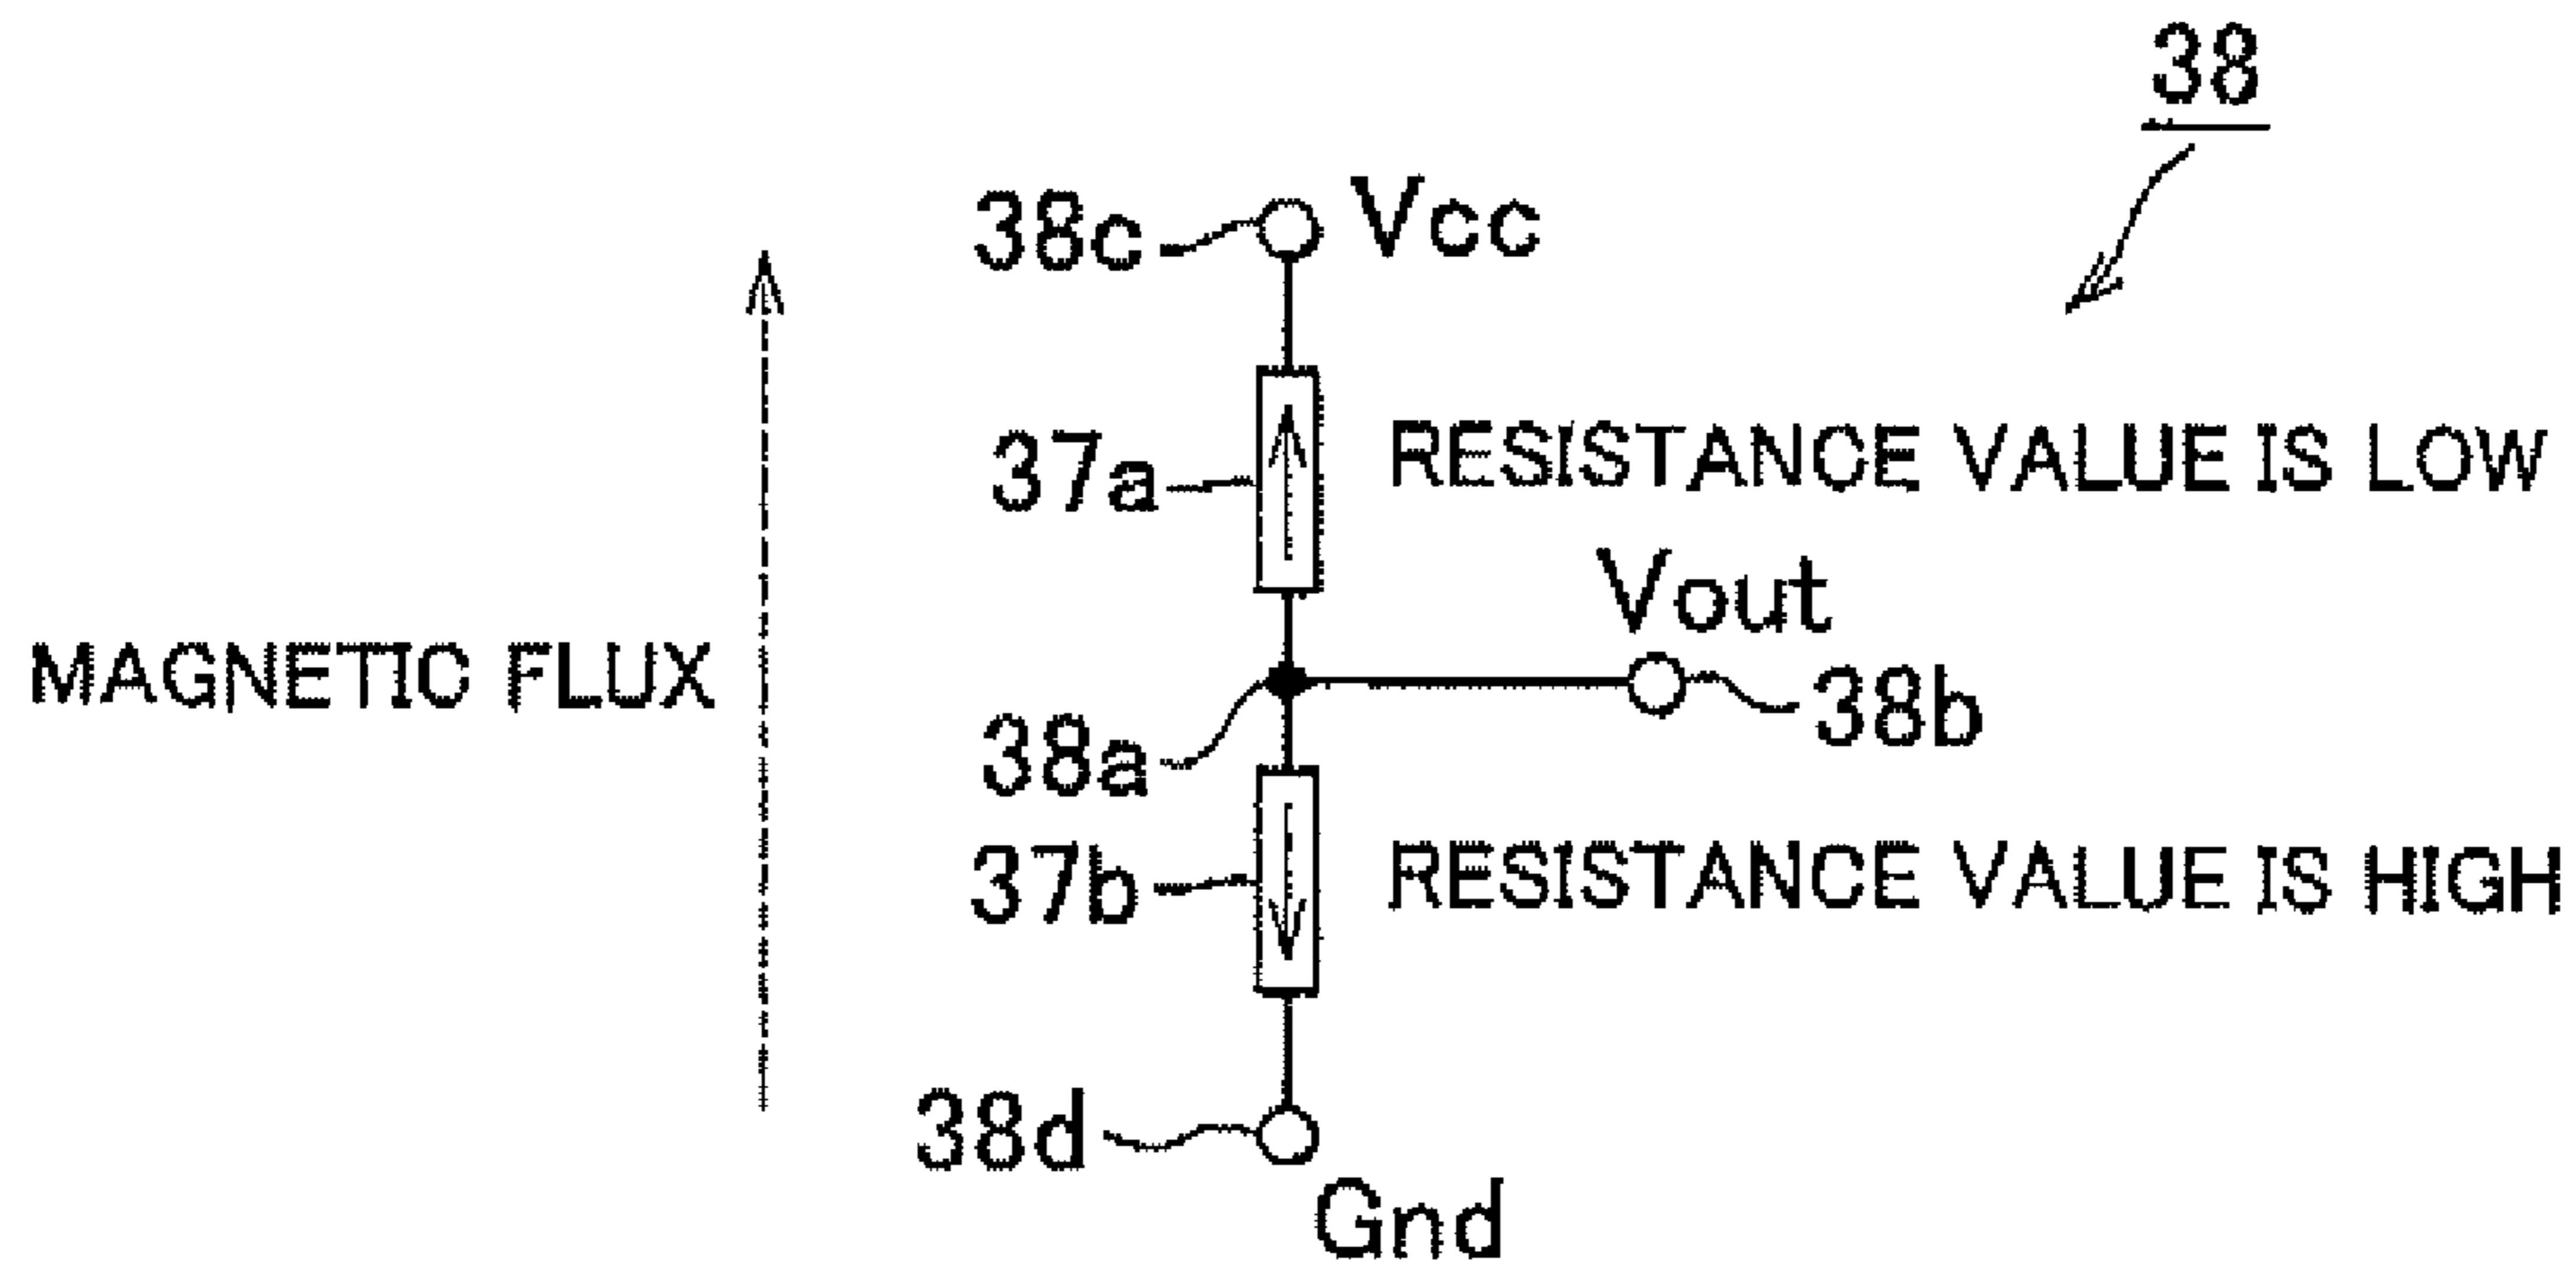 38
38c Vcc
37a RESISTANCE VALUE IS LOW
Vout
MAGNETIC FLUX
38a 38b
37b RESISTANCE VALUE IS HIGH
38d
Gnd